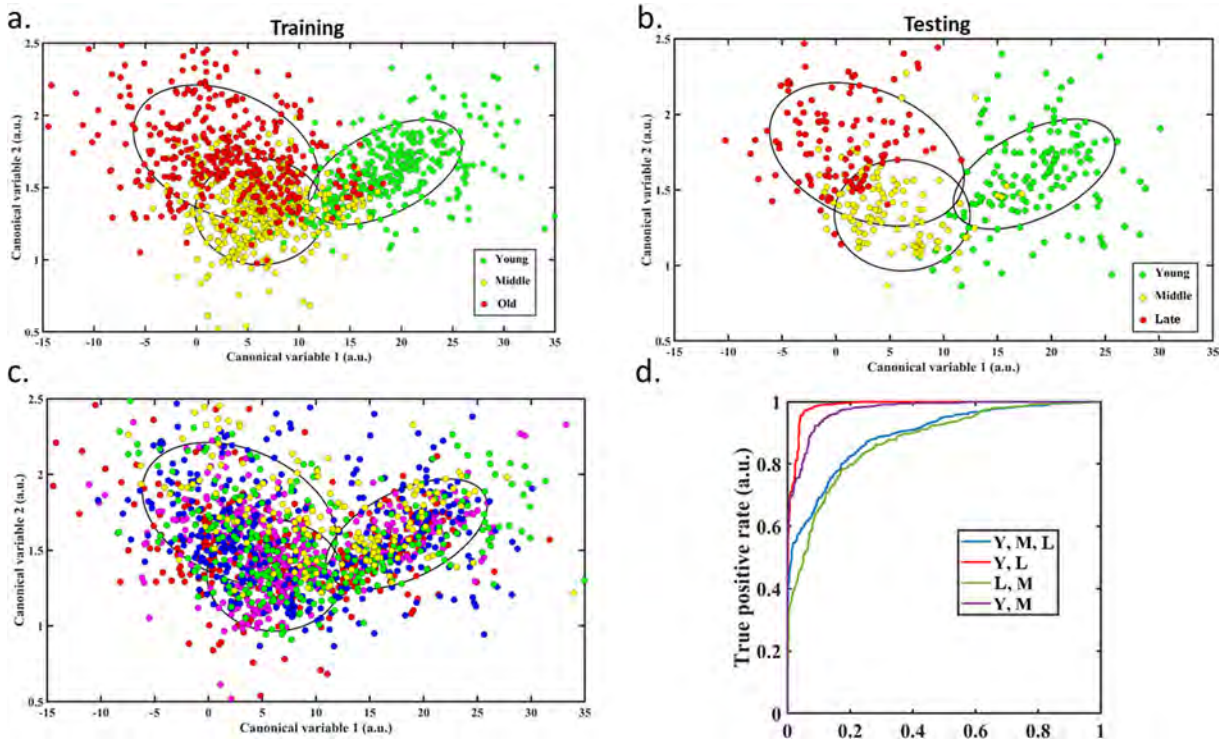 a.
Training
2.5
2
1.5
1
0.5
Canonical variable 2 (a.u.)
Young
Middle
Old
-15 -10 -5 0 5 10 15 20 25 30 35
Canonical variable 1 (a.u.)
b.
Testing
2.5
2
1.5
1
0.5
Canonical variable 2 (a.u.)
Young
Middle
Late
-15 -10 -5 0 5 10 15 20 25 30 35
Canonical variable 1 (a.u.)
c.
2.5
2
1.5
1
0.5
Canonical variable 2 (a.u.)
-15 -10 -5 0 5 10 15 20 25 30 35
Canonical variable 1 (a.u.)
d.
1
0.8
0.6
0.4
0.2
0
True positive rate (a.u.)
Y, M, L
Y, L
L, M
Y, M
0 0.2 0.4 0.6 0.8 1